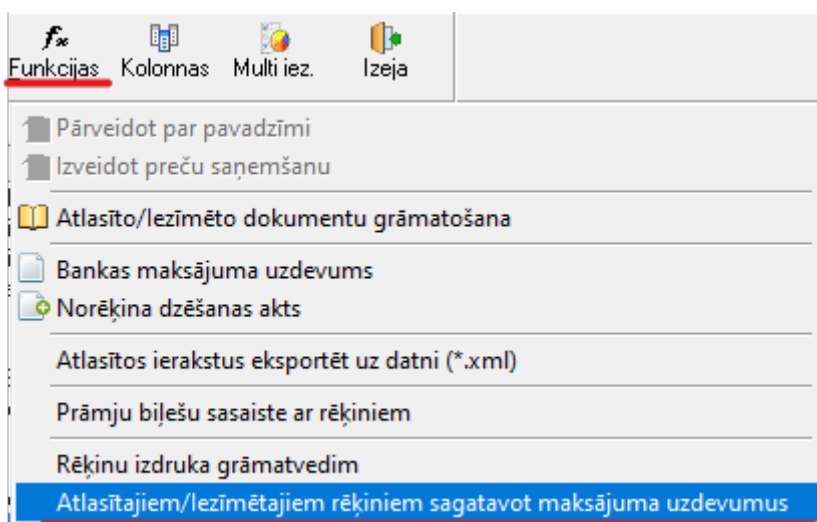 Funkcijas Kolonnas Multi iez. Izeja
Pārveidot par pavadzīmi
Izveidot preču saņemšanu
Atlasīto/Iezīmēto dokumentu grāmatošana
Bankas maksājuma uzdevums
Norēķina dzēšanas akts
Atlasītos ierakstus eksportēt uz datni (*.xml)
Prāmju biļešu sasaiste ar rēķiniem
Rēķinu izdruka grāmatvedim
Atlasītajiem/Iezīmētajiem rēķiniem sagatavot maksājuma uzdevumus